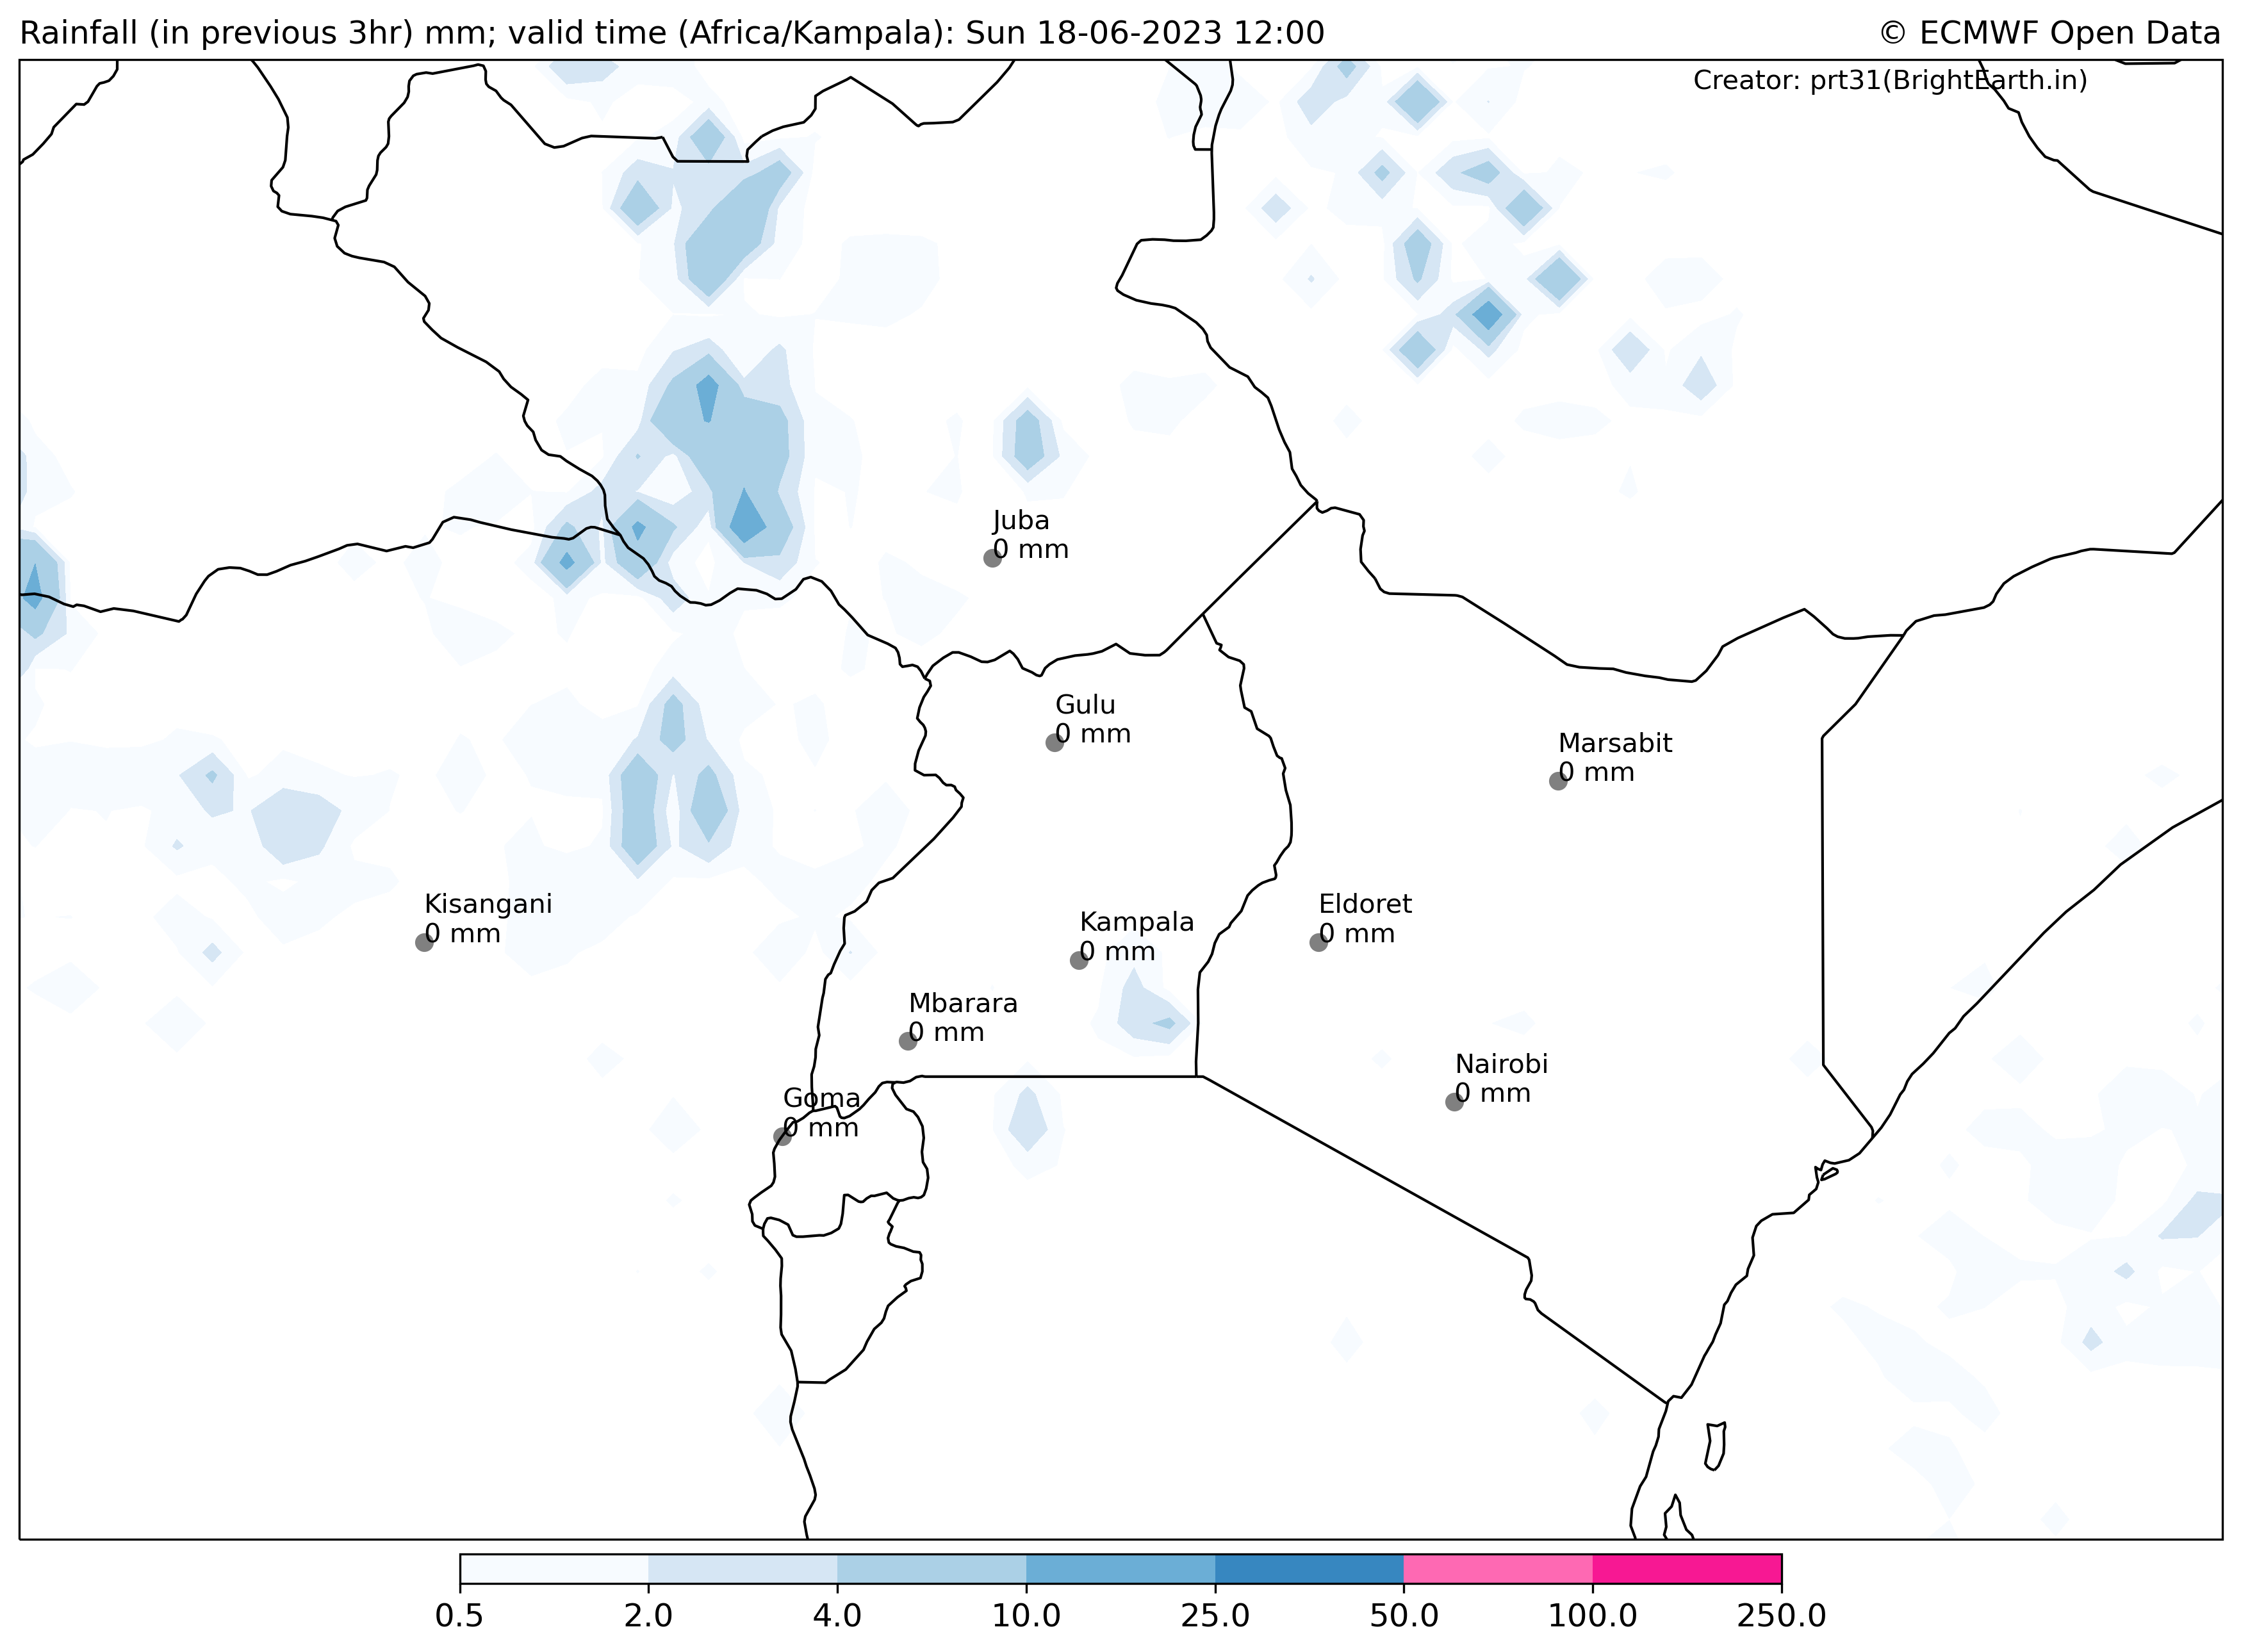 Rainfall (in previous 3hr) mm; valid time (Africa/Kampala): Sun 18-06-2023 12:00
© ECMWF Open Data
Creator: prt31(BrightEarth.in)
Juba
0 mm
Gulu
0 mm
Marsabit
0 mm
Kisangani
0 mm
Eldoret
0 mm
Kampala
0 mm
Mbarara
0 mm
Nairobi
0 mm
Goma
0 mm
0.5 2.0 4.0 10.0 25.0 50.0 100.0 250.0